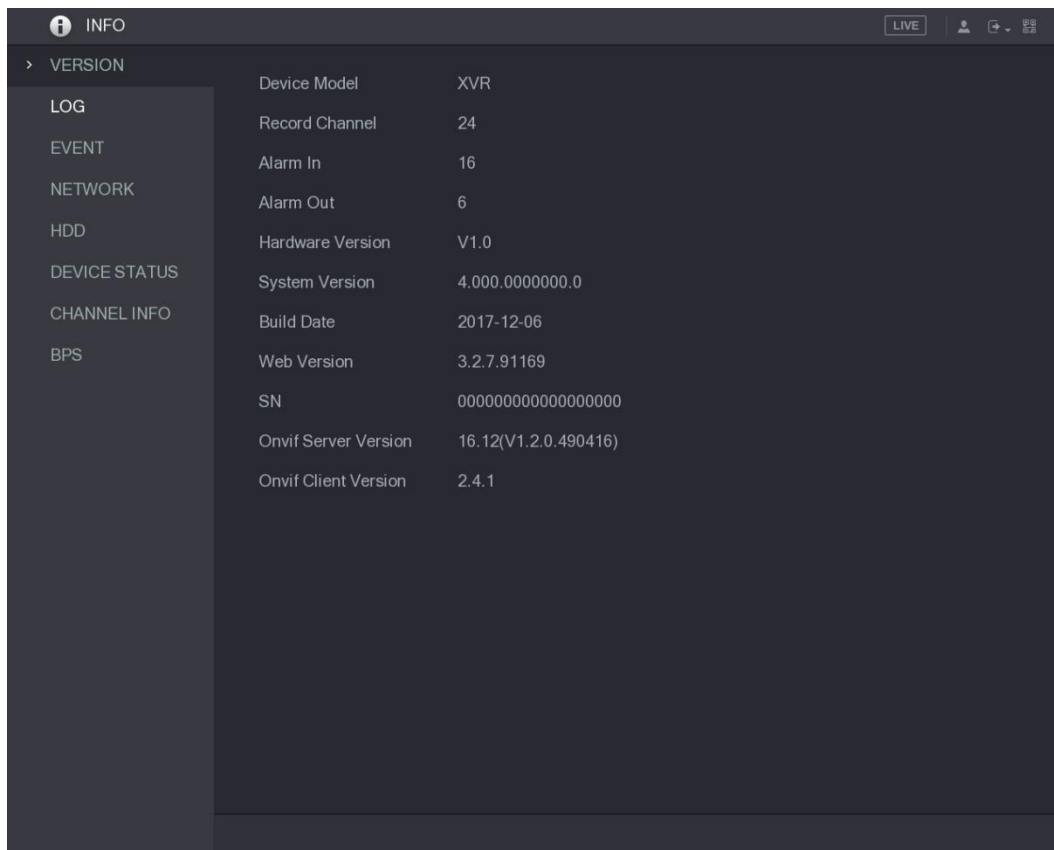 INFO
LIVE
VERSION
LOG
EVENT
NETWORK
HDD
DEVICE STATUS
CHANNEL INFO
BPS
Device Model XVR
Record Channel 24
Alarm In 16
Alarm Out 6
Hardware Version V1.0
System Version 4.000.0000000.0
Build Date 2017-12-06
Web Version 3.2.7.91169
SN 000000000000000000
Onvif Server Version 16.12(V1.2.0.490416)
Onvif Client Version 2.4.1